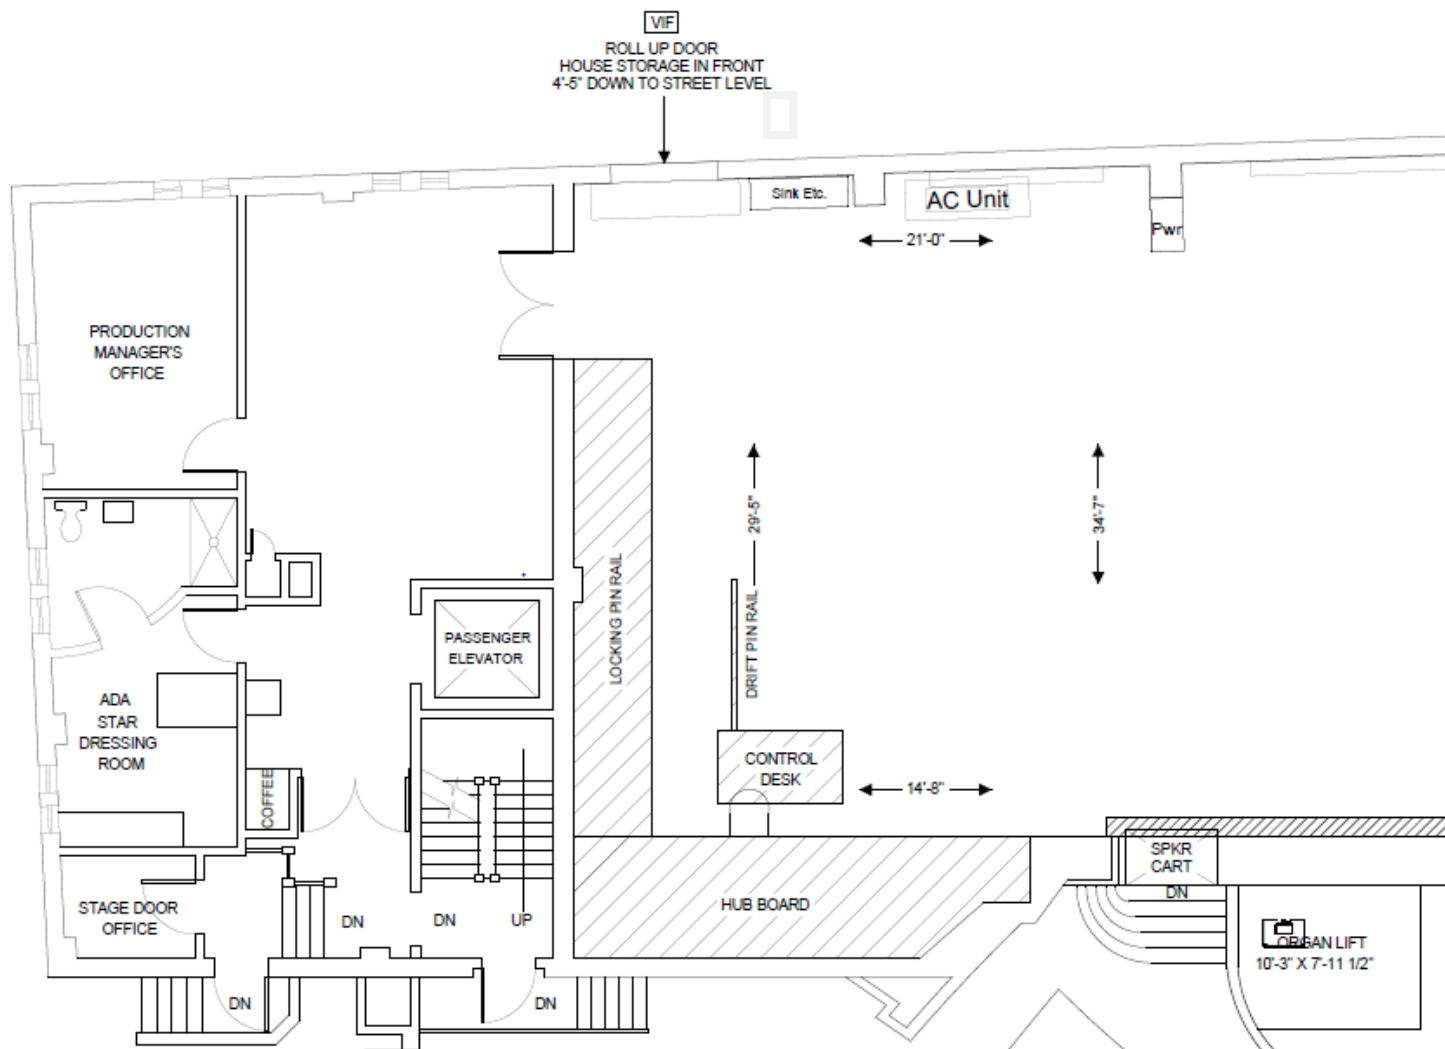 VIF
ROLL UP DOOR
HOUSE STORAGE IN FRONT
4'-5" DOWN TO STREET LEVEL
Sink Etc.
AC Unit
Pwr
21'-0"
PRODUCTION
MANAGER'S
OFFICE
29'-5"
34'-7"
LOCKING PIN RAIL
DRIFT PIN RAIL
PASSENGER
ELEVATOR
ADA
STAR
DRESSING
ROOM
CONTROL
DESK
14'-8"
COFFEE
SPKR
CART
DN
STAGE DOOR
OFFICE
DN
DN
UP
HUB BOARD
ORGAN LIFT
10'-3" X 7'-11 1/2"
DN
DN